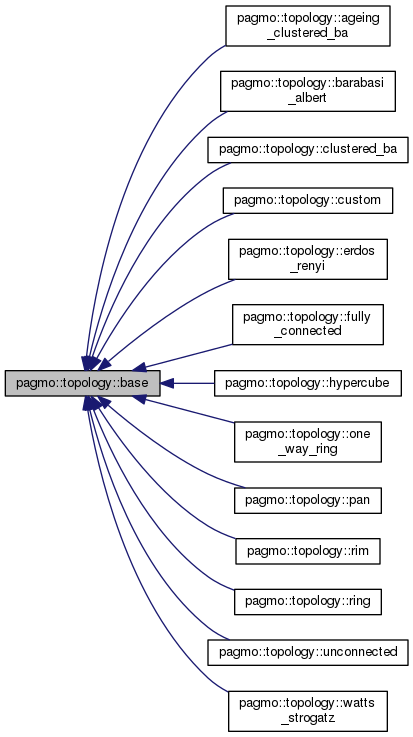 pagmo::topology::ageing
_clustered_ba
pagmo::topology::barabasi
_albert
pagmo::topology::clustered_ba
pagmo::topology::custom
pagmo::topology::erdos
_renyi
pagmo::topology::fully
_connected
pagmo::topology::base
pagmo::topology::hypercube
pagmo::topology::one
_way_ring
pagmo::topology::pan
pagmo::topology::rim
pagmo::topology::ring
pagmo::topology::unconnected
pagmo::topology::watts
_strogatz